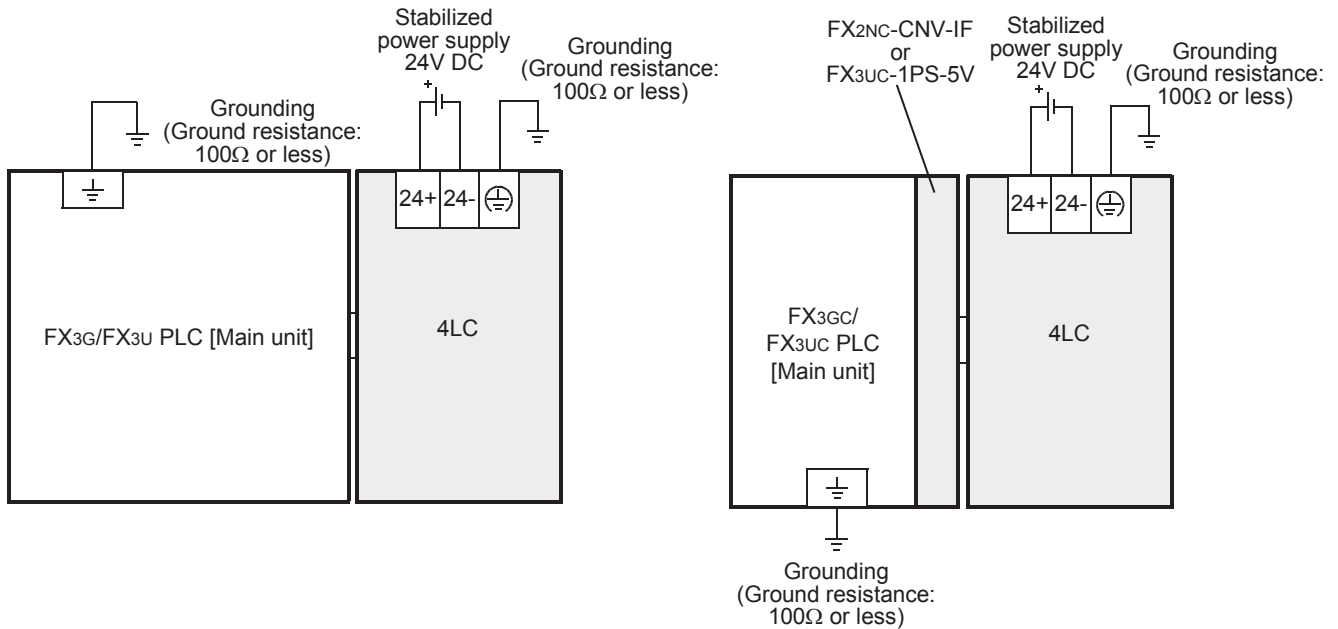 Stabilized
power supply
24V DC
+
Grounding
(Ground resistance:
100Ω or less)
Grounding
(Ground resistance:
100Ω or less)
24+ 24-
FX3G/FX3U PLC [Main unit]
4LC
FX2NC-CNV-IF
or
FX3UC-1PS-5V
Stabilized
power supply
24V DC
+
Grounding
(Ground resistance:
100Ω or less)
24+ 24-
FX3GC/
FX3UC PLC
[Main unit]
4LC
Grounding
(Ground resistance:
100Ω or less)